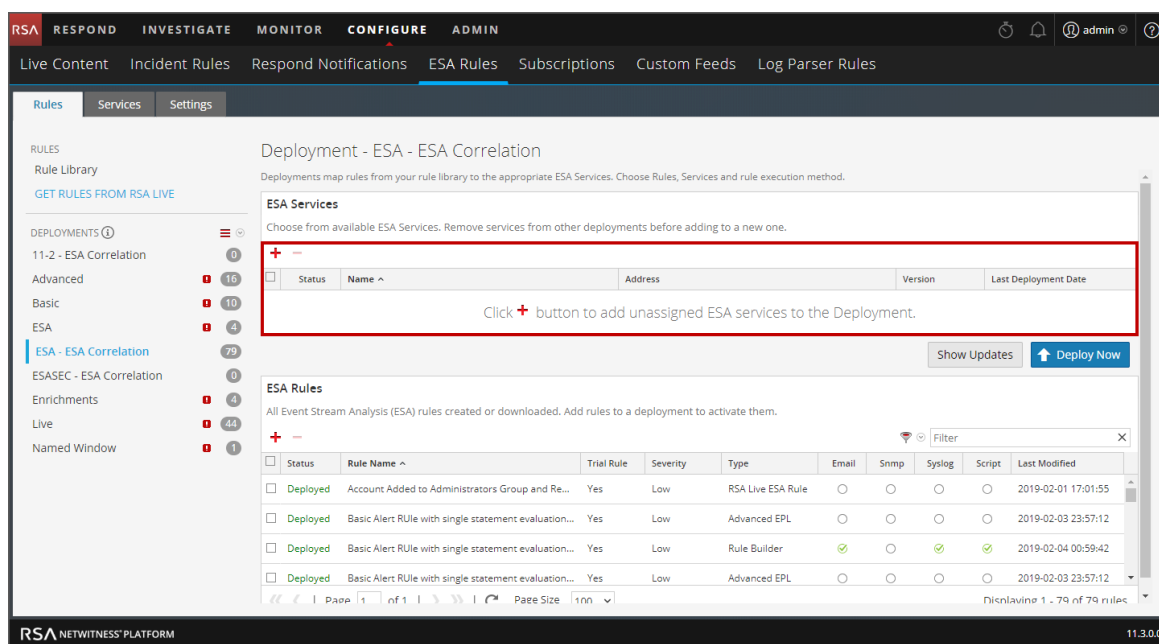 RSA RESPOND INVESTIGATE MONITOR CONFIGURE ADMIN admin ?
Live Content Incident Rules Respond Notifications ESA Rules Subscriptions Custom Feeds Log Parser Rules
Rules Services Settings
RULES
Rule Library
GET RULES FROM RSA LIVE
DEPLOYMENTS
11-2 - ESA Correlation 0
Advanced 16
Basic 10
ESA 4
ESA - ESA Correlation 79
ESASEC - ESA Correlation 0
Enrichments 4
Live 44
Named Window 1
Deployment - ESA - ESA Correlation
Deployments map rules from your rule library to the appropriate ESA Services. Choose Rules, Services and rule execution method.
ESA Services
Choose from available ESA Services. Remove services from other deployments before adding to a new one.
Status Name Address Version Last Deployment Date
Click + button to add unassigned ESA services to the Deployment.
Show Updates Deploy Now
ESA Rules
All Event Stream Analysis (ESA) rules created or downloaded. Add rules to a deployment to activate them.
Filter X
Status Rule Name Trial Rule Severity Type Email Snmp Syslog Script Last Modified
Deployed Account Added to Administrators Group and Re... Yes Low RSA Live ESA Rule 2019-02-01 17:01:55
Deployed Basic Alert RUle with single statement evaluation... Yes Low Advanced EPL 2019-02-03 23:57:12
Deployed Basic Alert RUle with single statement evaluation... Yes Low Rule Builder 2019-02-04 00:59:42
Deployed Basic Alert RUle with single statement evaluation... Yes Low Advanced EPL 2019-02-03 23:57:12
Page 1 of 1 Page Size 100 Displaying 1 - 79 of 79 rules
RSA NETWITNESS PLATFORM 11.3.0.0